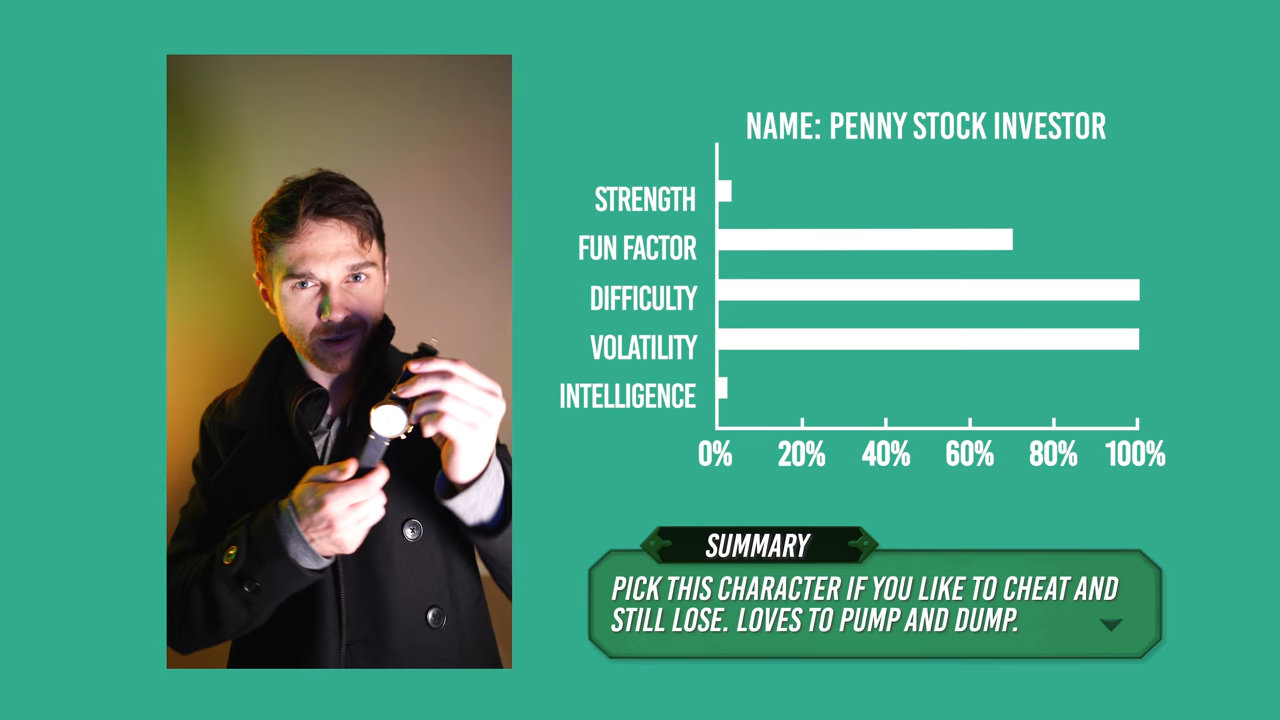 NAME: PENNY STOCK INVESTOR
STRENGTH
FUN FACTOR
DIFFICULTY
VOLATILITY
INTELLIGENCE
0% 20% 40% 60% 80% 100%
SUMMARY
PICK THIS CHARACTER IF YOU LIKE TO CHEAT AND
STILL LOSE. LOVES TO PUMP AND DUMP.